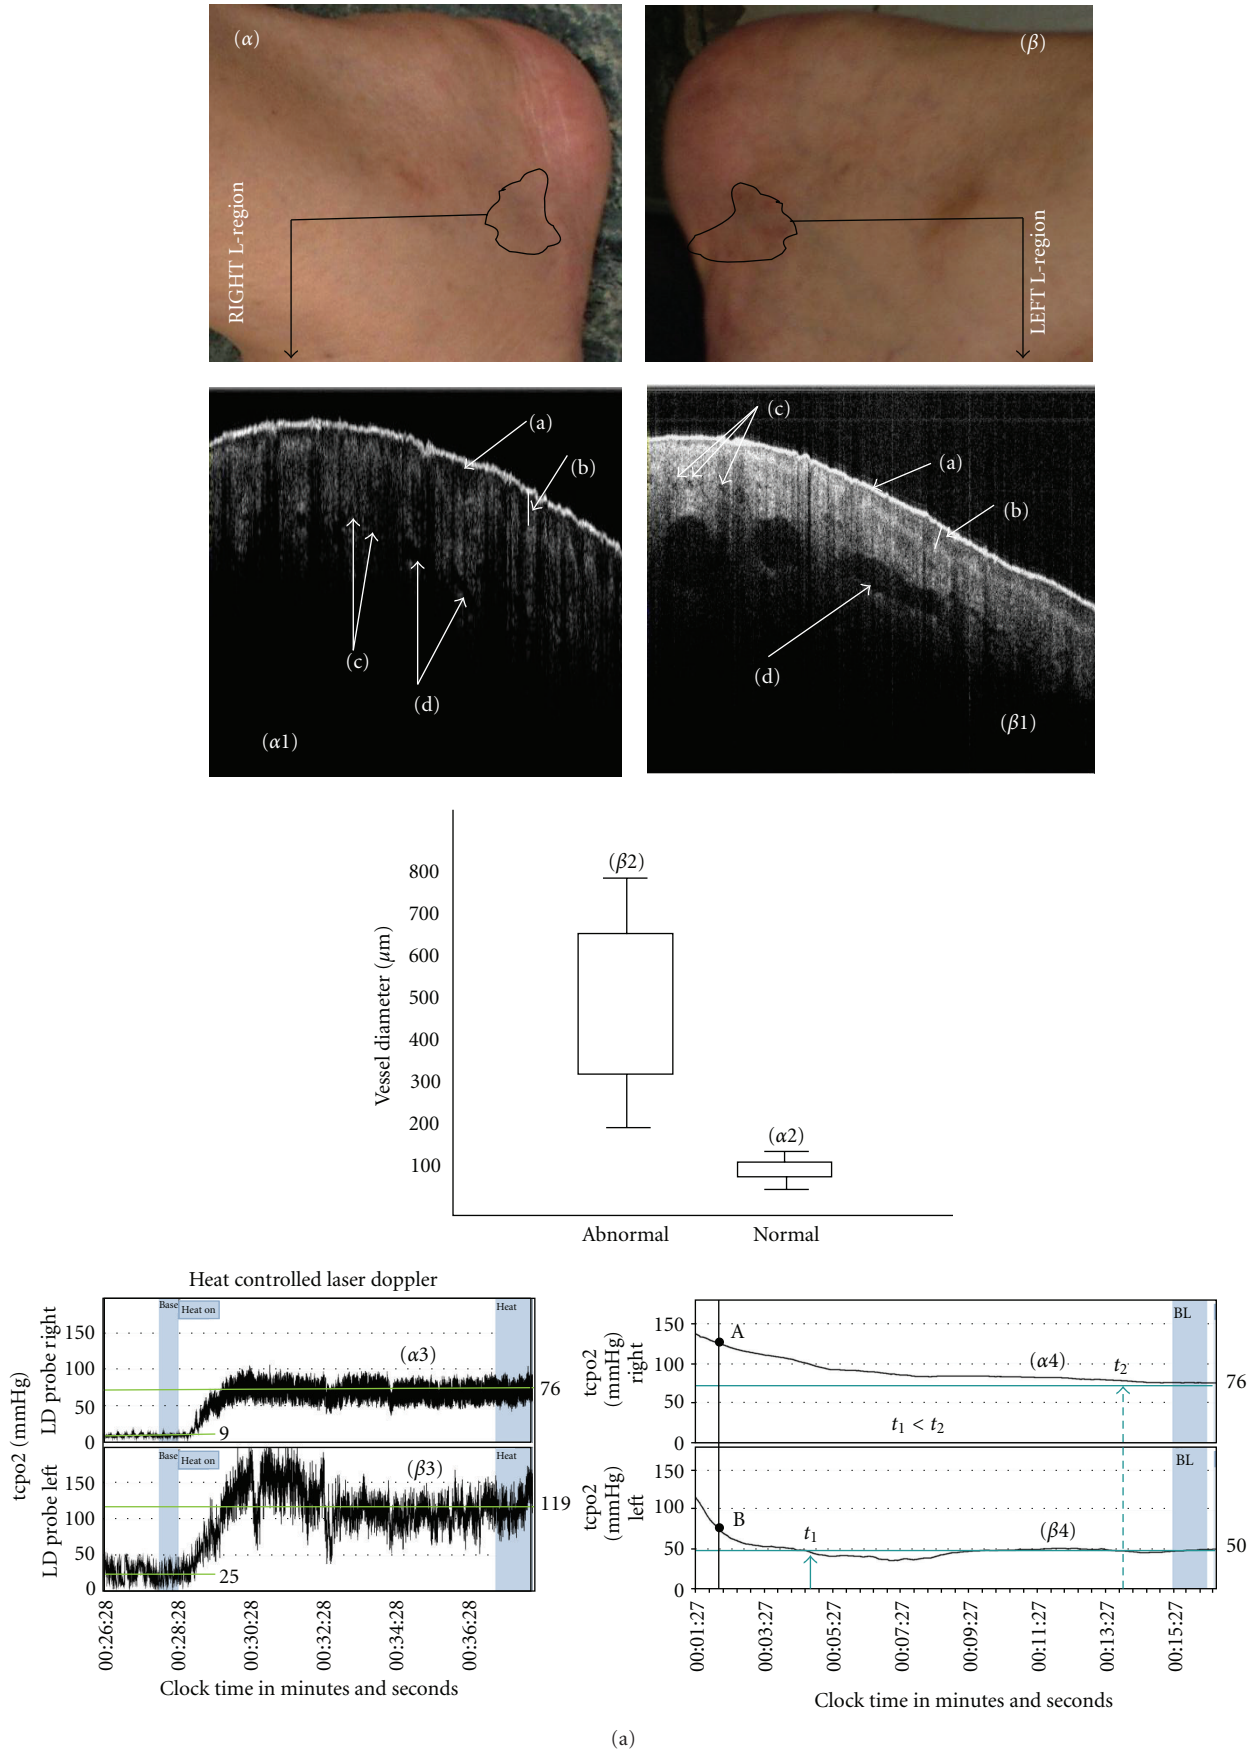 (α)
(β)
RIGHT L-region
LEFT L-region
(a)
(b)
(c)
(d)
(α1)
(c)
(a)
(b)
(d)
(β1)
Vessel diameter (μm)
800
700
600
500
400
300
200
100
(β2)
(α2)
Abnormal
Normal
Heat controlled laser doppler
tcpo2 (mmHg)
LD probe right
150
100
50
0
Base
Heat on
Heat
(α3)
76
9
LD probe left
150
100
50
0
Base
Heat on
Heat
(β3)
119
25
00:26:28
00:28:28
00:30:28
00:32:28
00:34:28
00:36:28
Clock time in minutes and seconds
tcpo2
(mmHg)
right
150
100
50
0
A
BL
(α4)
t2
t1 < t2
76
tcpo2
(mmHg)
left
150
100
50
0
B
BL
t1
(β4)
50
00:01:27
00:03:27
00:05:27
00:07:27
00:09:27
00:11:27
00:13:27
00:15:27
Clock time in minutes and seconds
(a)